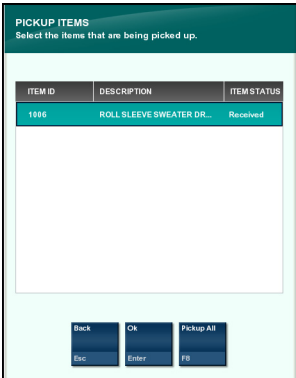 PICKUP ITEMS
Select the items that are being picked up.
ITEM ID DESCRIPTION ITEM STATUS
1006 ROLL SLEEVE SWEATER DR... Received
Back Ok Pickup All
Esc Enter F8